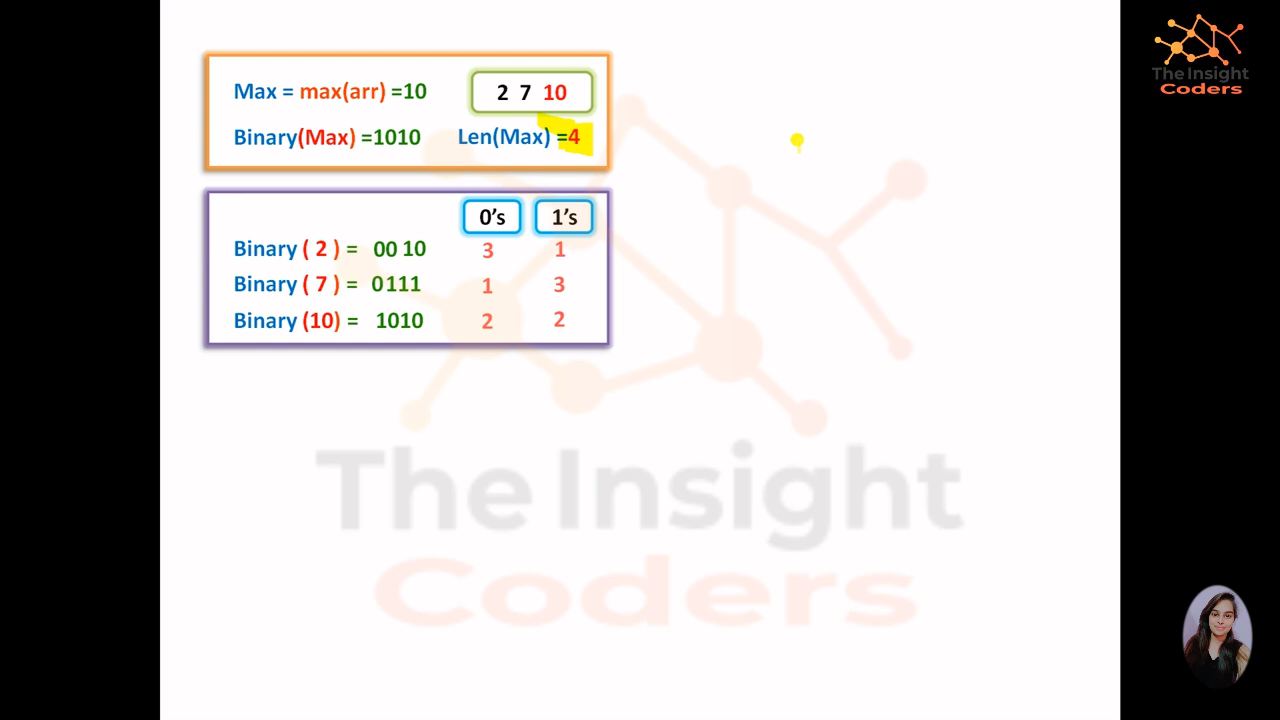 Max = max(arr) =10
2 7 10
Binary(Max) =1010
Len(Max) =4
0's 1's
Binary ( 2 ) = 00 10 3 1
Binary ( 7 ) = 0111 1 3
Binary (10) = 1010 2 2
The Insight
Coders
The Insight
Coders